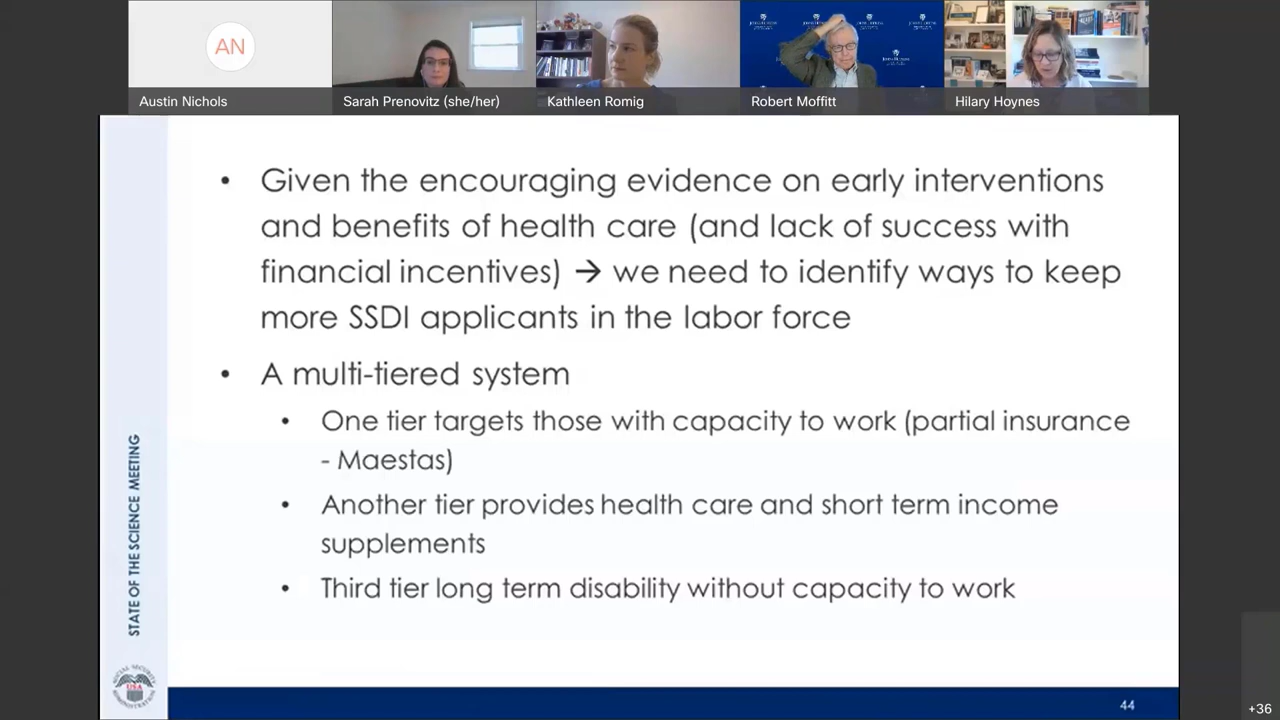 AN
Austin Nichols
Sarah Prenovitz (she/her)
Kathleen Romig
Robert Moffitt
Hilary Hoynes
• Given the encouraging evidence on early interventions
and benefits of health care (and lack of success with
financial incentives) → we need to identify ways to keep
more SSDI applicants in the labor force
• A multi-tiered system
• One tier targets those with capacity to work (partial insurance
- Maestas)
• Another tier provides health care and short term income
supplements
• Third tier long term disability without capacity to work
STATE OF THE SCIENCE MEETING
USA
44
+36